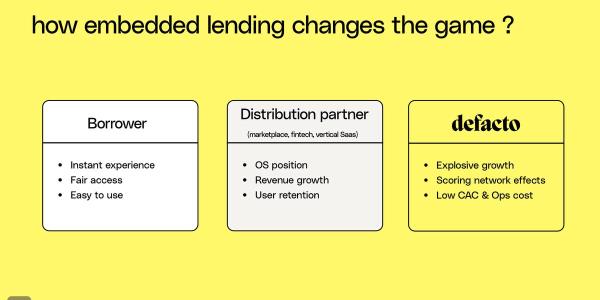 how embedded lending changes the game ?
Borrower
• Instant experience
• Fair access
• Easy to use
Distribution partner
(marketplace, fintech, vertical Saas)
• OS position
• Revenue growth
• User retention
defacto
• Explosive growth
• Scoring network effects
• Low CAC & Ops cost